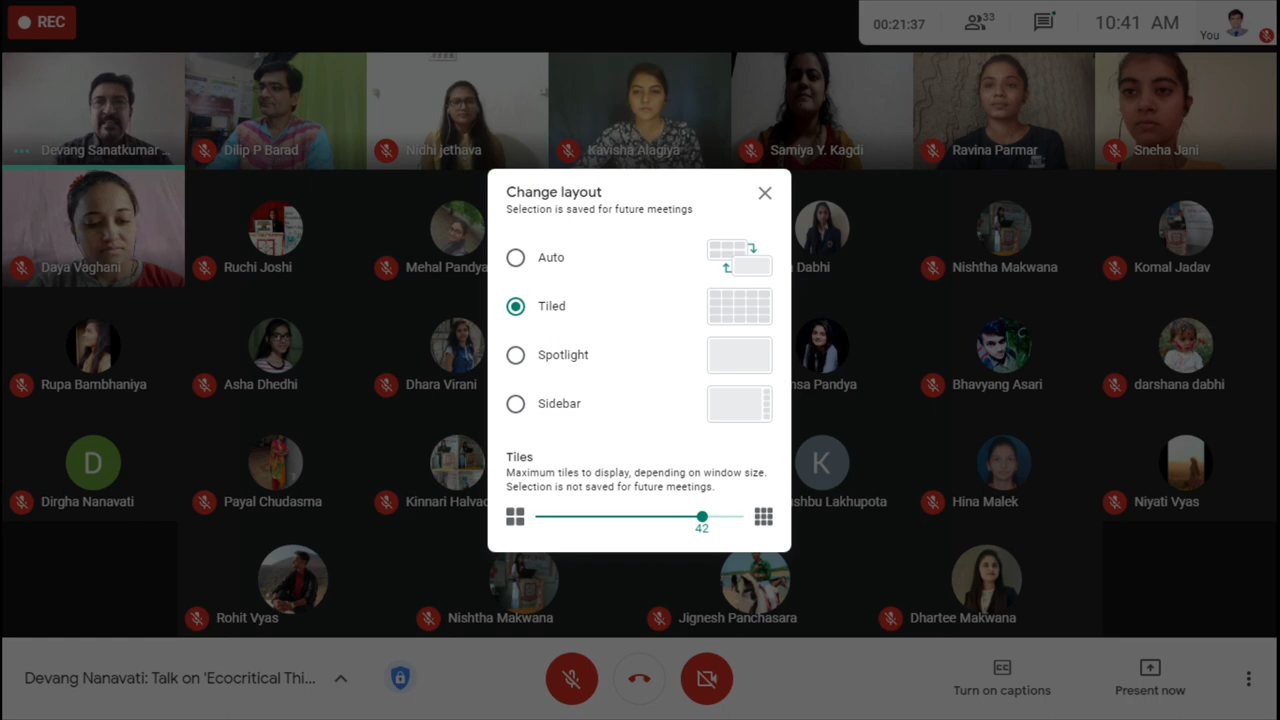 REC
00:21:37
33
10:41 AM
You
Devang Sanatkumar ...
Dilip P Barad
Nidhi jethava
Kavisha Alagiya
Samiya Y. Kagdi
Ravina Parmar
Sneha Jani
Daya Vaghani
Ruchi Joshi
Mehal Pandya
Dabhi
Nishtha Makwana
Komal Jadav
Rupa Bambhaniya
Asha Dhedhi
Dhara Virani
Pandya
Bhavyang Asari
darshana dabhi
D
Dirgha Nanavati
Payal Chudasma
Kinnari
K
Lakhupota
Hina Malek
Niyati Vyas
Rohit Vyas
Nishtha Makwana
Jignesh Panchasara
Dhartee Makwana
Change layout
Selection is saved for future meetings
Auto
Tiled
Spotlight
Sidebar
Tiles
Maximum tiles to display, depending on window size.
Selection is not saved for future meetings.
42
Devang Nanavati: Talk on 'Ecocritical Thi...
CC
Turn on captions
Present now